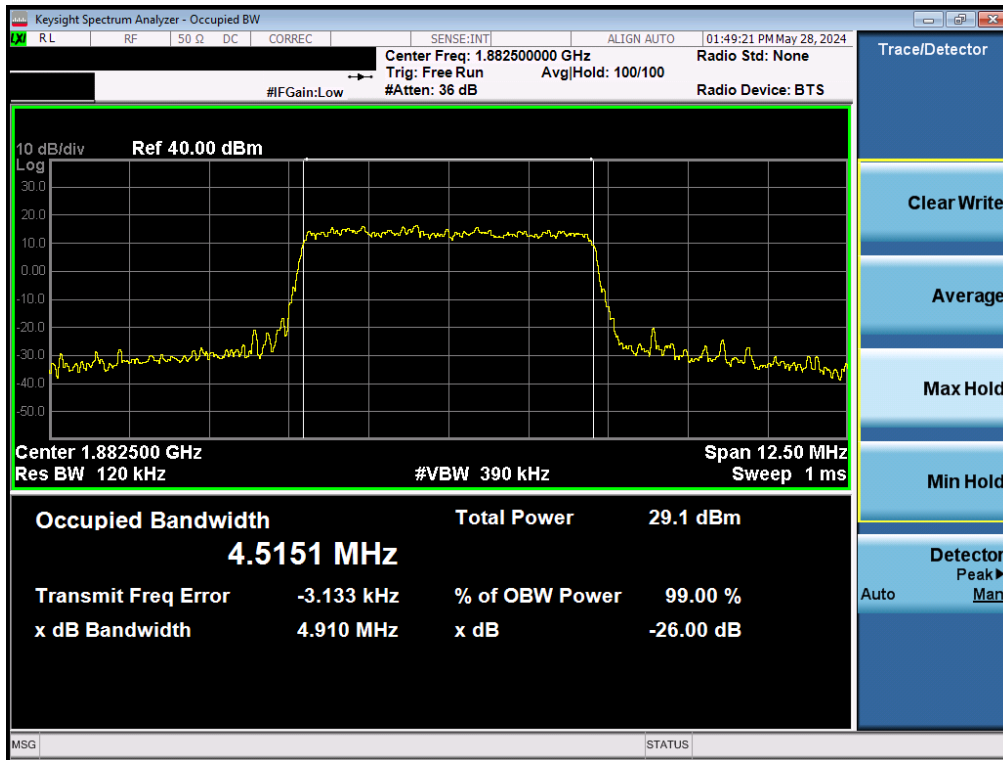 Keysight Spectrum Analyzer - Occupied BW
LXI RL RF 50 Ω DC CORREC SENSE:INT ALIGN AUTO 01:49:21 PM May 28, 2024
Center Freq: 1.882500000 GHz Radio Std: None
Trig: Free Run Avg|Hold: 100/100
#IFGain:Low #Atten: 36 dB Radio Device: BTS
10 dB/div Ref 40.00 dBm
Log
30.0
20.0
10.0
0.00
-10.0
-20.0
-30.0
-40.0
-50.0
Center 1.882500 GHz Span 12.50 MHz
Res BW 120 kHz #VBW 390 kHz Sweep 1 ms
Occupied Bandwidth Total Power 29.1 dBm
4.5151 MHz
Transmit Freq Error -3.133 kHz % of OBW Power 99.00 %
x dB Bandwidth 4.910 MHz x dB -26.00 dB
MSG STATUS
Trace/Detector
Clear Write
Average
Max Hold
Min Hold
Detector
Peak▶
Auto Man